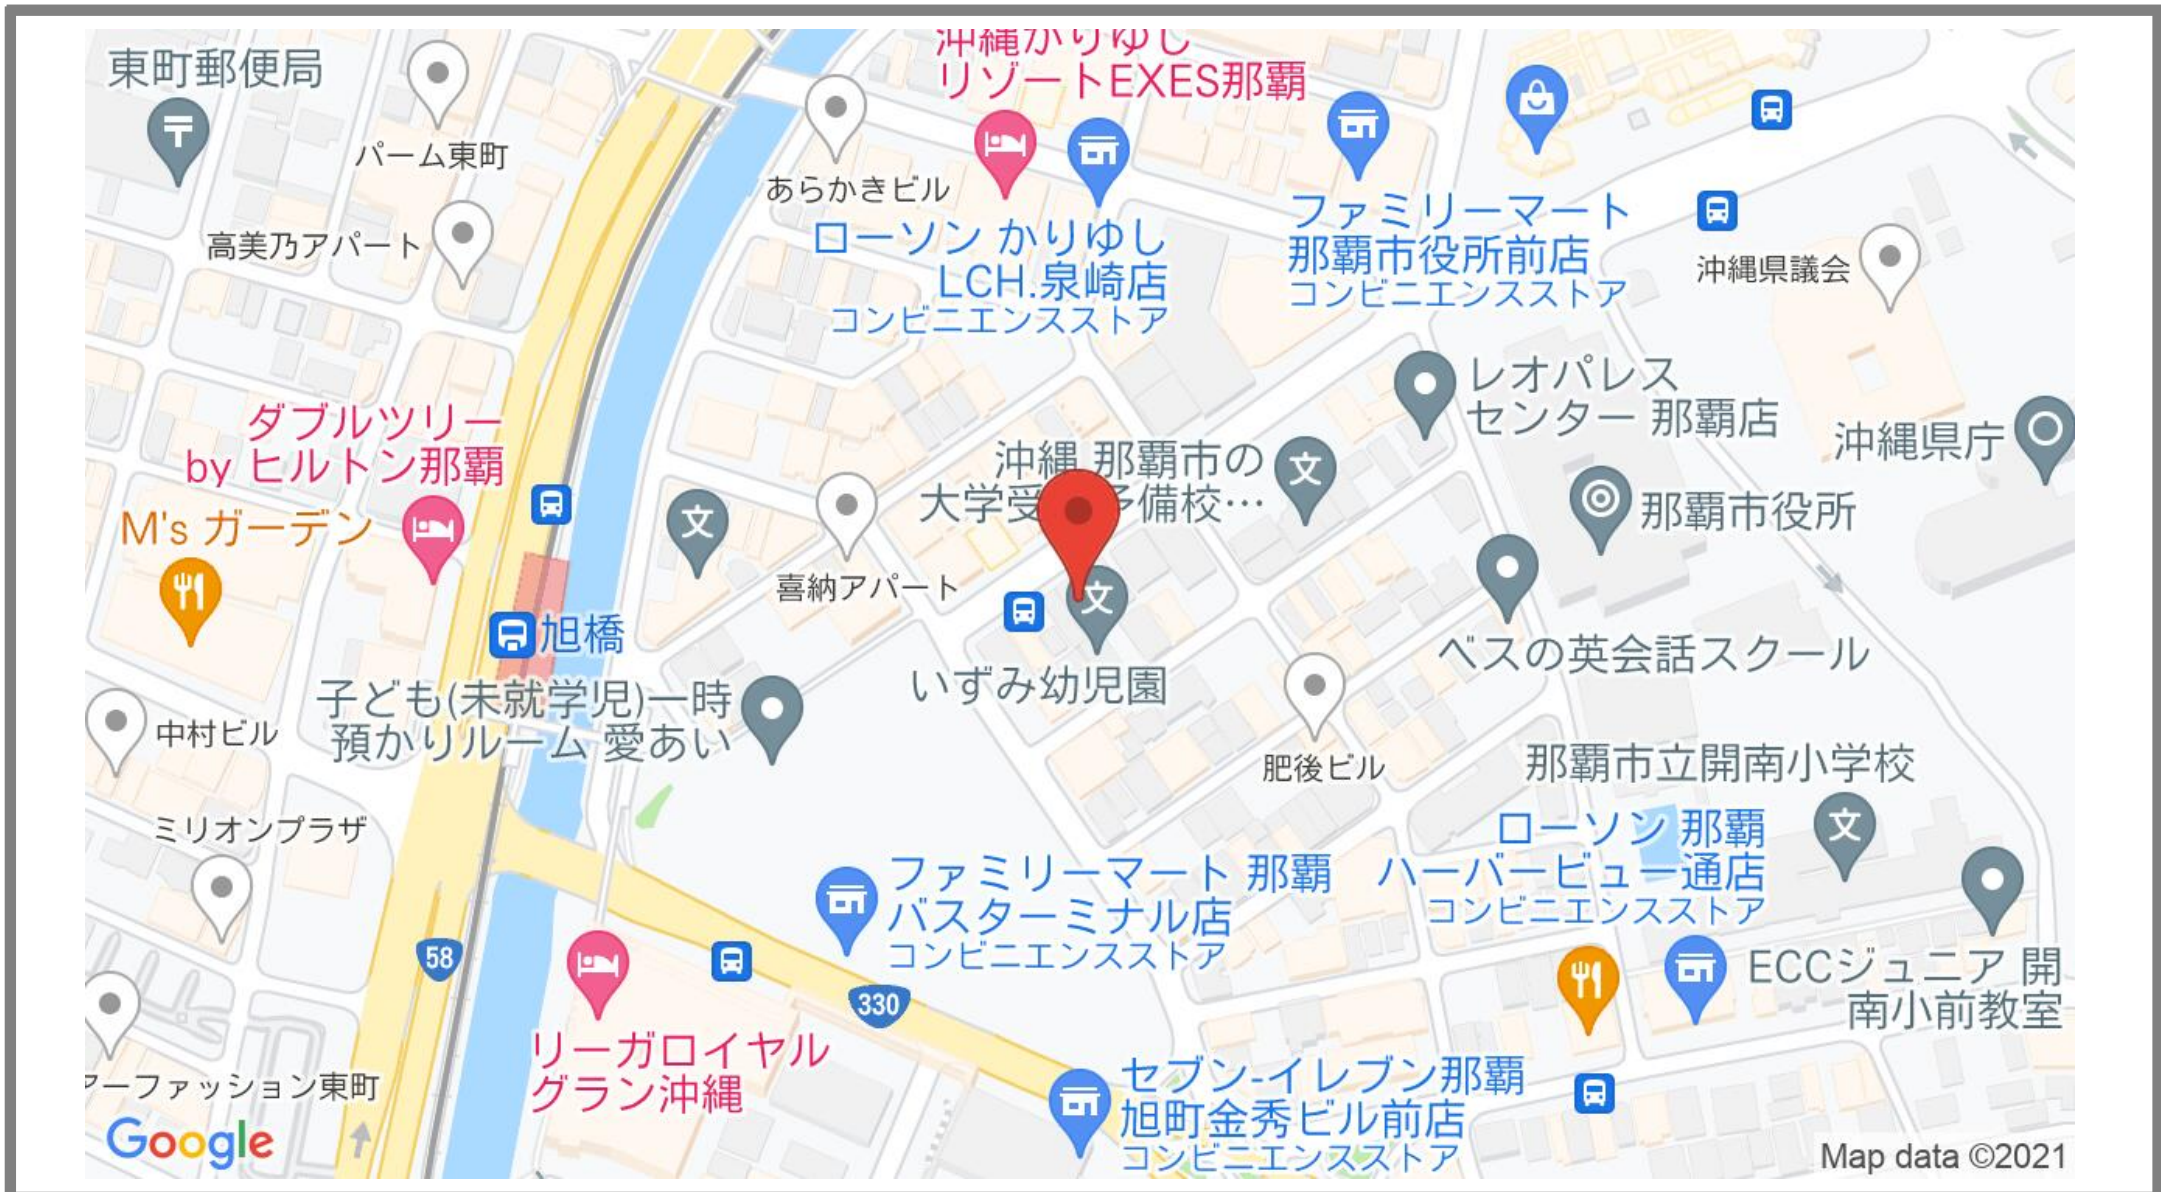 沖縄かりゆし
リゾートEXES那覇
東町郵便局
パーム東町
あらかきビル
高美乃アパート
ローソン かりゆし
LCH.泉崎店
コンビニエンスストア
ファミリーマート
那覇市役所前店
コンビニエンスストア
沖縄県議会
レオパレス
センター 那覇店
沖縄県庁
ダブルツリー
by ヒルトン那覇
沖縄 那覇市の
大学受 予備校…
那覇市役所
M's ガーデン
喜納アパート
旭橋
いずみ幼児園
ベスの英会話スクール
子ども(未就学児)一時
預かりルーム 愛あい
中村ビル
肥後ビル
那覇市立開南小学校
ミリオンプラザ
ファミリーマート 那覇
バスターミナル店
コンビニエンスストア
ローソン 那覇
ハーバービュー通店
コンビニエンスストア
58
330
ECCジュニア 開
南小前教室
リーガロイヤル
グラン沖縄
セブン-イレブン那覇
旭町金秀ビル前店
コンビニエンスストア
アーファッション東町
Google
Map data ©2021
文
文
文
文